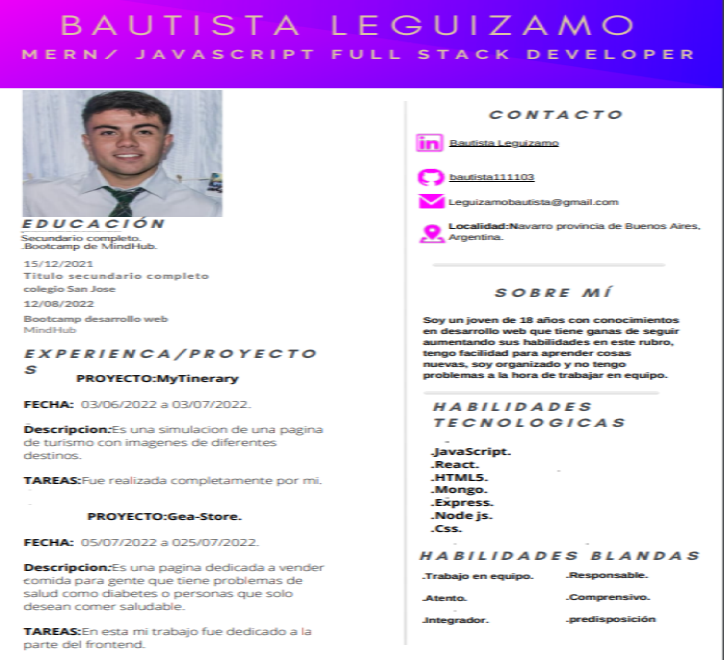 BAUTISTA LEGUIZAMO
MERN/ JAVASCRIPT FULL STACK DEVELOPER
EDUCACIÓN
Secundario completo.
.Bootcamp de MindHub.
15/12/2021
Titulo secundario completo
colegio San Jose
12/08/2022
Bootcamp desarrollo web
MindHub
EXPERIENCA/PROYECTO
S
PROYECTO:MyTinerary
FECHA: 03/06/2022 a 03/07/2022.
Descripcion:Es una simulacion de una pagina
de turismo con imagenes de diferentes
destinos.
TAREAS:Fue realizada completamente por mi.
PROYECTO:Gea-Store.
FECHA: 05/07/2022 a 025/07/2022.
Descripcion:Es una pagina dedicada a vender
comida para gente que tiene problemas de
salud como diabetes o personas que solo
desean comer saludable.
TAREAS:En esta mi trabajo fue dedicado a la
parte del frontend.
CONTACTO
in
Bautista Leguizamo
bautista111103
Leguizamobautista@gmail.com
Localidad:Navarro provincia de Buenos Aires,
Argentina.
SOBRE MÍ
Soy un joven de 18 años con conocimientos
en desarrollo web que tiene ganas de seguir
aumentando sus habilidades en este rubro,
tengo facilidad para aprender cosas
nuevas, soy organizado y no tengo
problemas a la hora de trabajar en equipo.
HABILIDADES
TECNOLOGICAS
.JavaScript.
.React.
.HTML5.
.Mongo.
.Express.
.Node js.
.Css.
HABILIDADES BLANDAS
.Trabajo en equipo.
.Responsable.
.Atento.
.Comprensivo.
.Integrador.
.predisposición